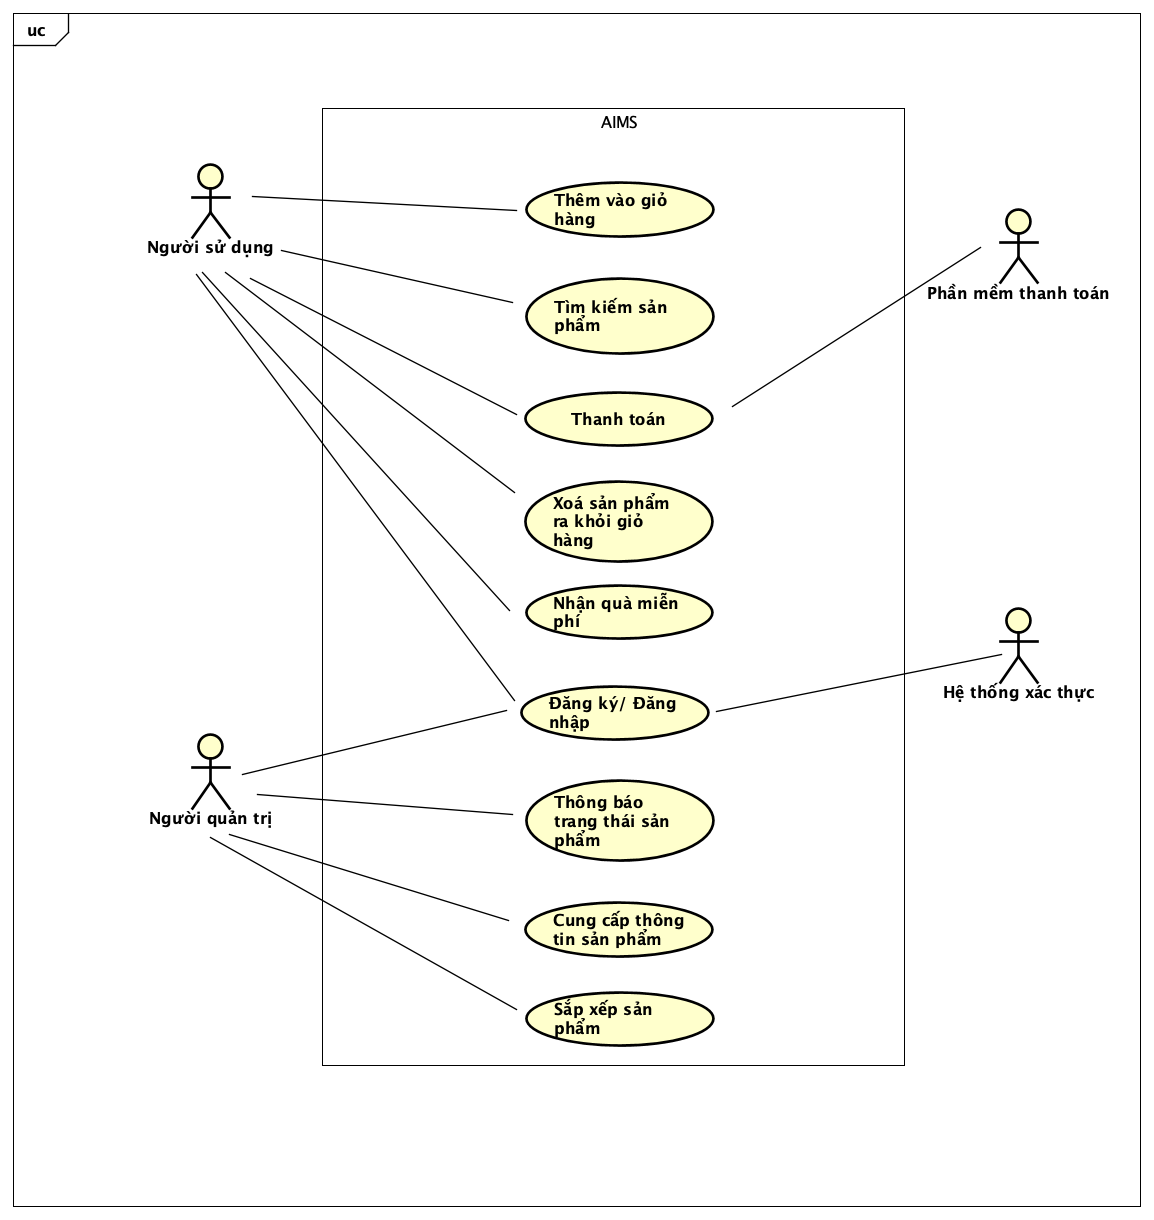 uc
AIMS
Người sử dụng
Thêm vào giỏ
hàng
Tìm kiếm sản
phẩm
Phần mềm thanh toán
Thanh toán
Xoá sản phẩm
ra khỏi giỏ
hàng
Nhận quà miễn
phí
Hệ thống xác thực
Đăng ký/ Đăng
nhập
Người quản trị
Thông báo
trang thái sản
phẩm
Cung cấp thông
tin sản phẩm
Sắp xếp sản
phẩm